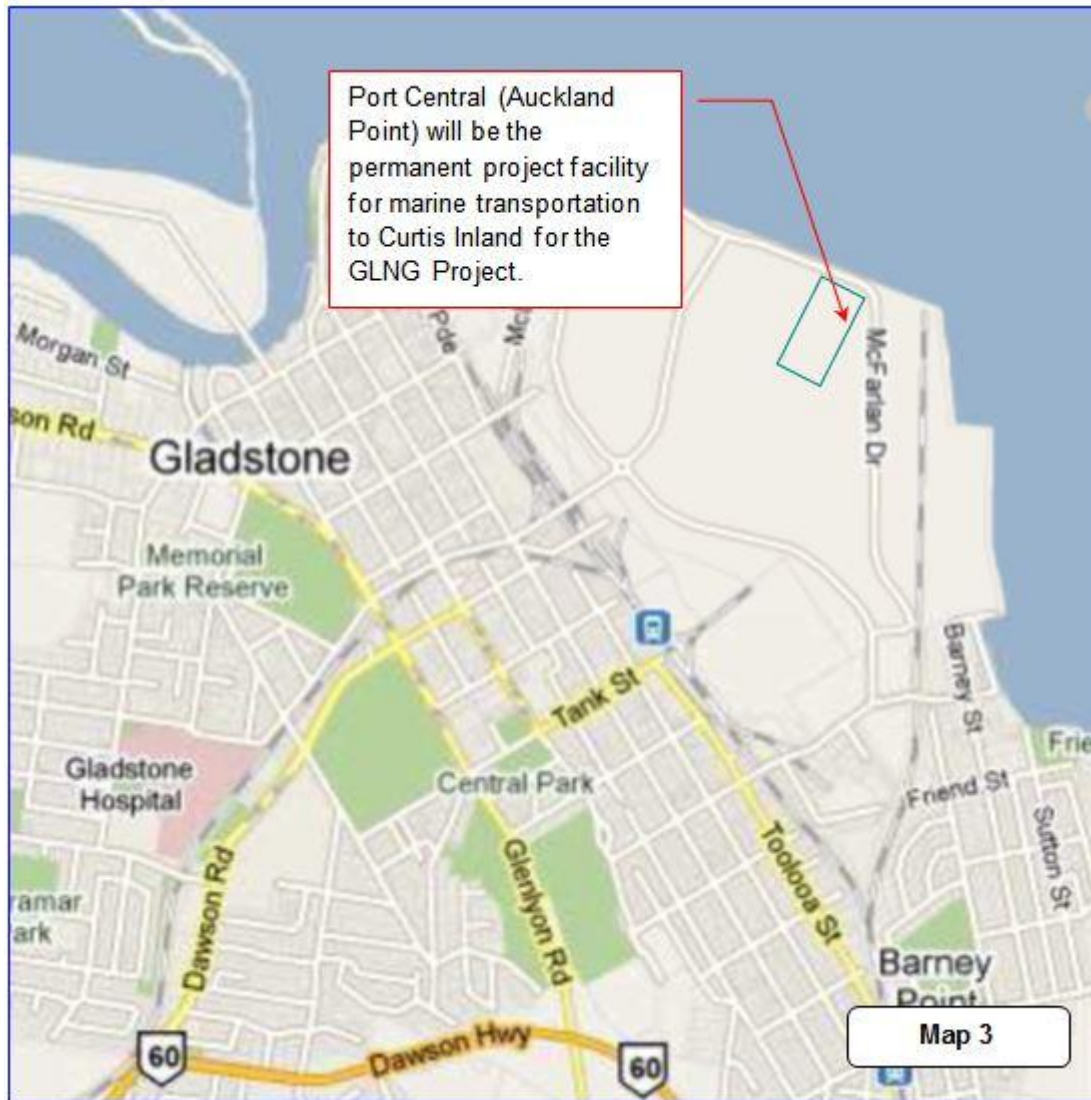 Port Central (Auckland
Point) will be the
permanent project facility
for marine transportation
to Curtis Inland for the
GLNG Project.
Pde
McFarlan Dr
Morgan St
son Rd
Gladstone
Memorial
Park Reserve
Tank St
Barney St
Gladstone
Hospital
Central Park
Frie
Friend St
Sutton St
Toolooa St
Glenlyon Rd
Dawson Rd
ramar
ark
Barney
Point
Map 3
60
Dawson Hwy
60